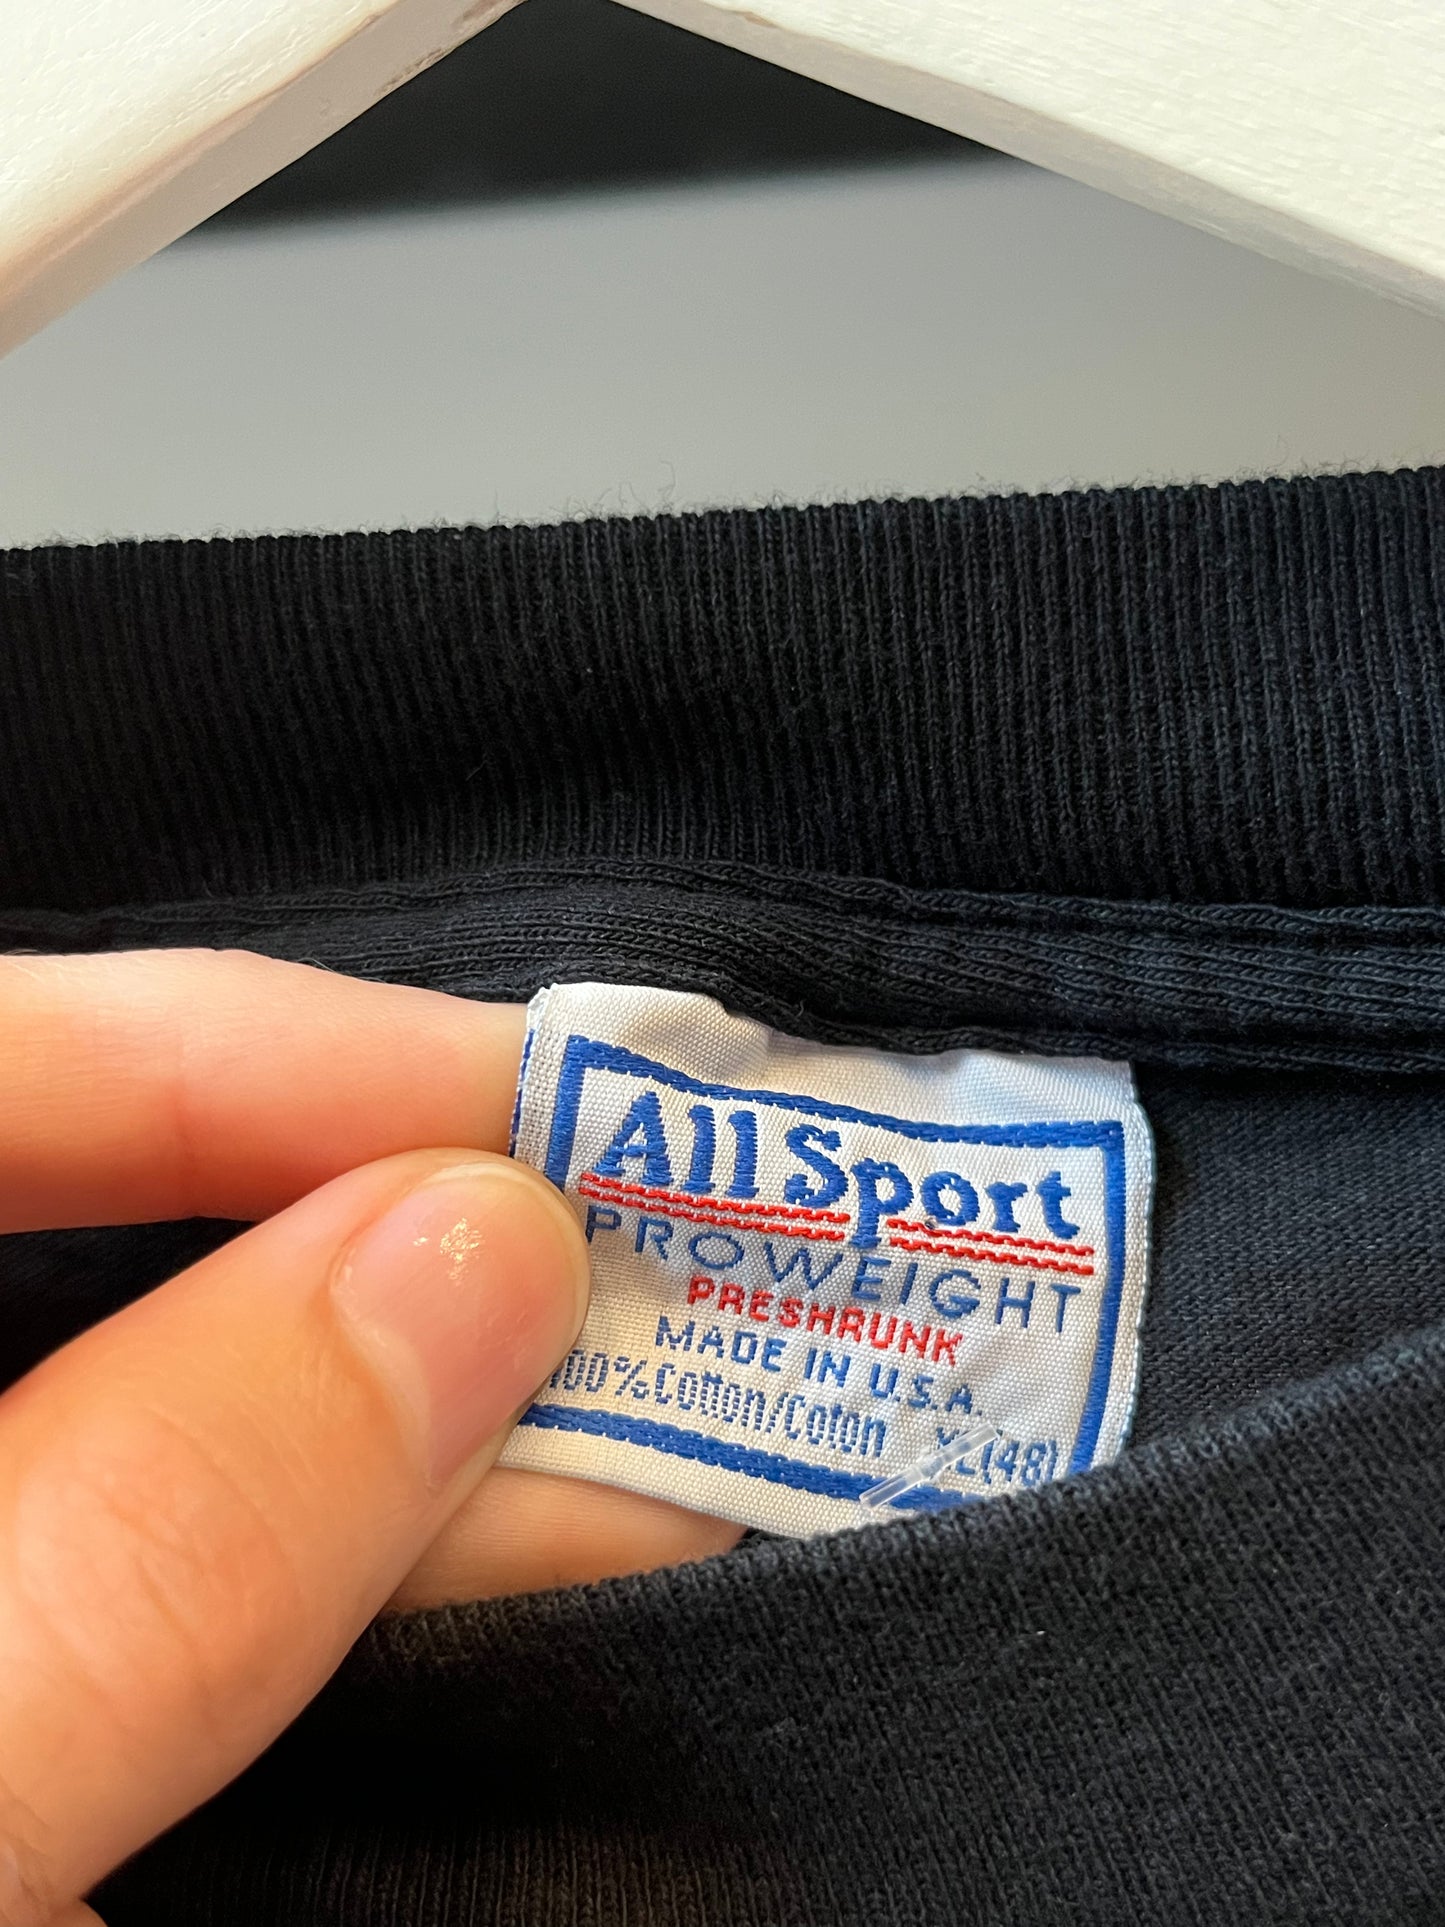 All Sport
PROWEIGHT
PRESHRUNK
MADE IN U.S.A.
100%Cotton/Coton XL(48)